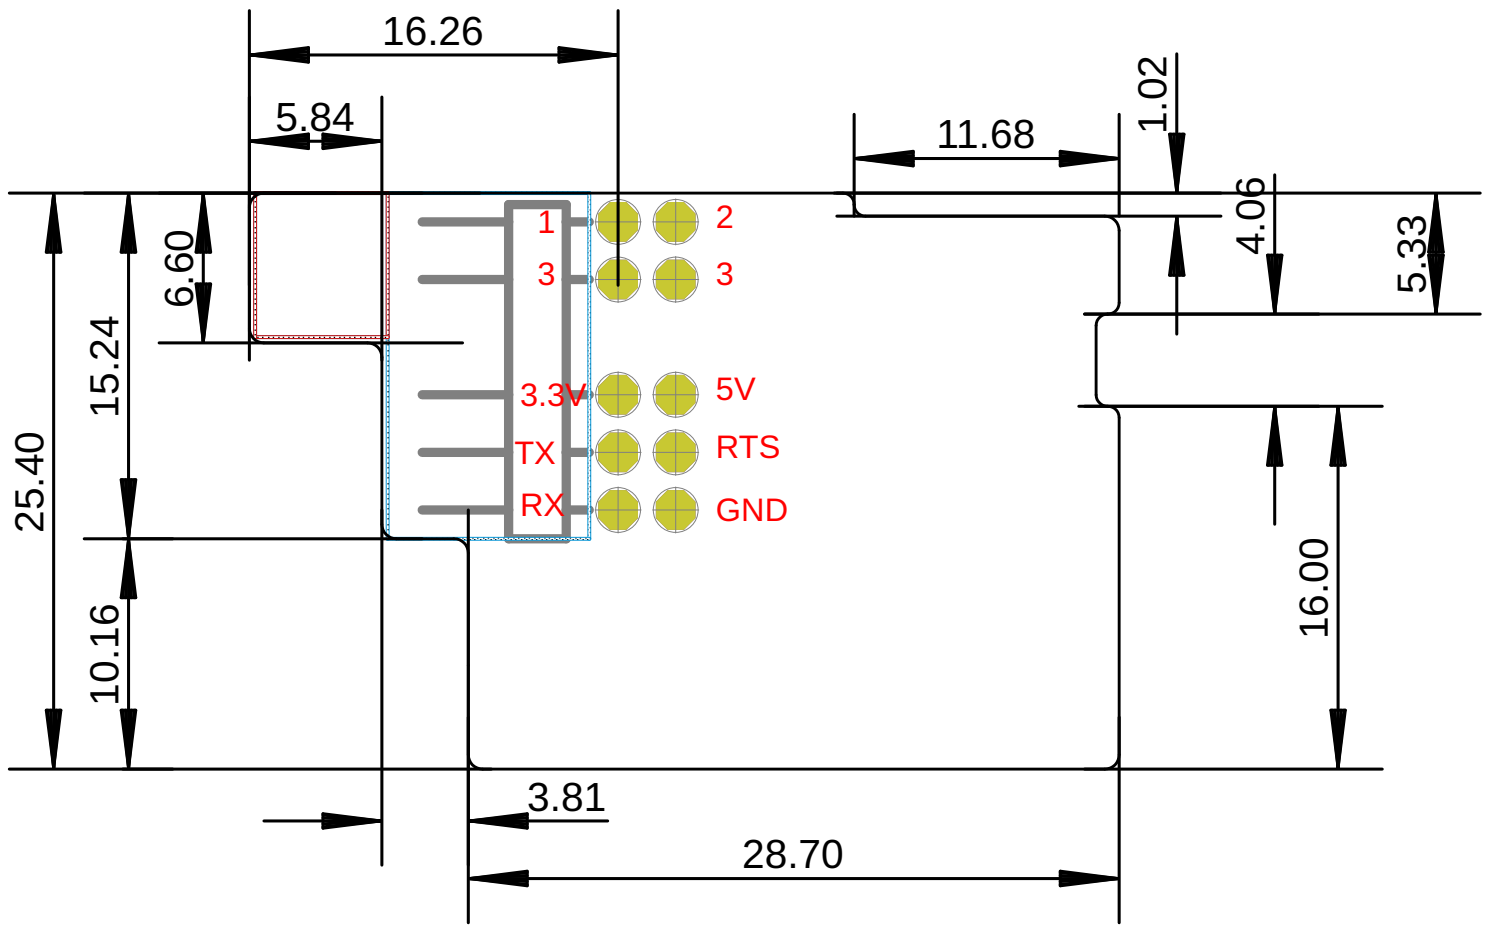 16.26
5.84
11.68
1.02
4.06
5.33
6.60
15.24
25.40
10.16
16.00
1
2
3
3
3.3V
5V
TX
RTS
RX
GND
3.81
28.70